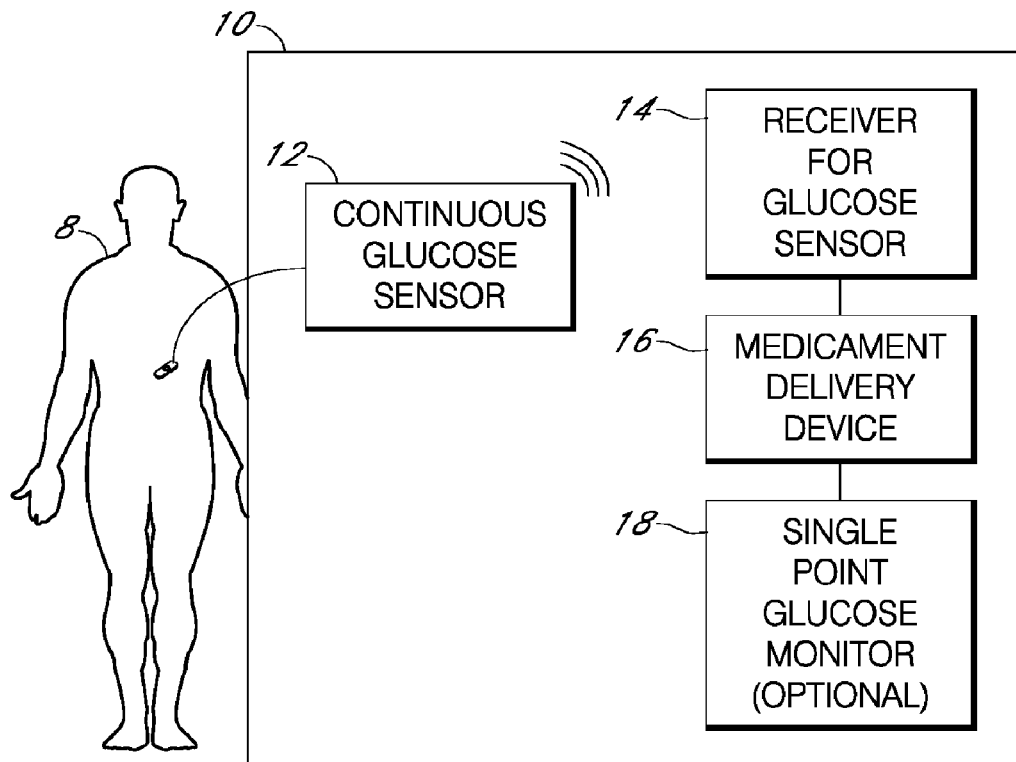 10
14
RECEIVER
FOR
GLUCOSE
SENSOR
12
CONTINUOUS
GLUCOSE
SENSOR
8
16
MEDICAMENT
DELIVERY
DEVICE
18
SINGLE
POINT
GLUCOSE
MONITOR
(OPTIONAL)